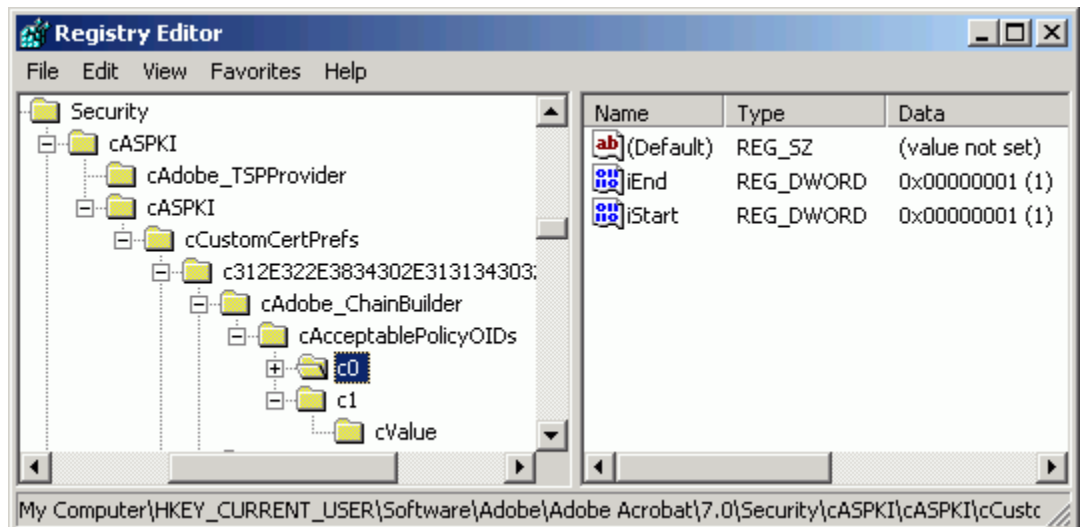 Registry Editor
File Edit View Favorites Help
Security
cASPKI
cAdobe_TSPProvider
cASPKI
cCustomCertPrefs
c312E322E3834302E3131343032
cAdobe_ChainBuilder
cAcceptablePolicyOIDs
c0
c1
cValue
Name Type Data
(Default) REG_SZ (value not set)
iEnd REG_DWORD 0x00000001 (1)
iStart REG_DWORD 0x00000001 (1)
My Computer\HKEY_CURRENT_USER\Software\Adobe\Adobe Acrobat\7.0\Security\cASPKI\cASPKI\cCustc